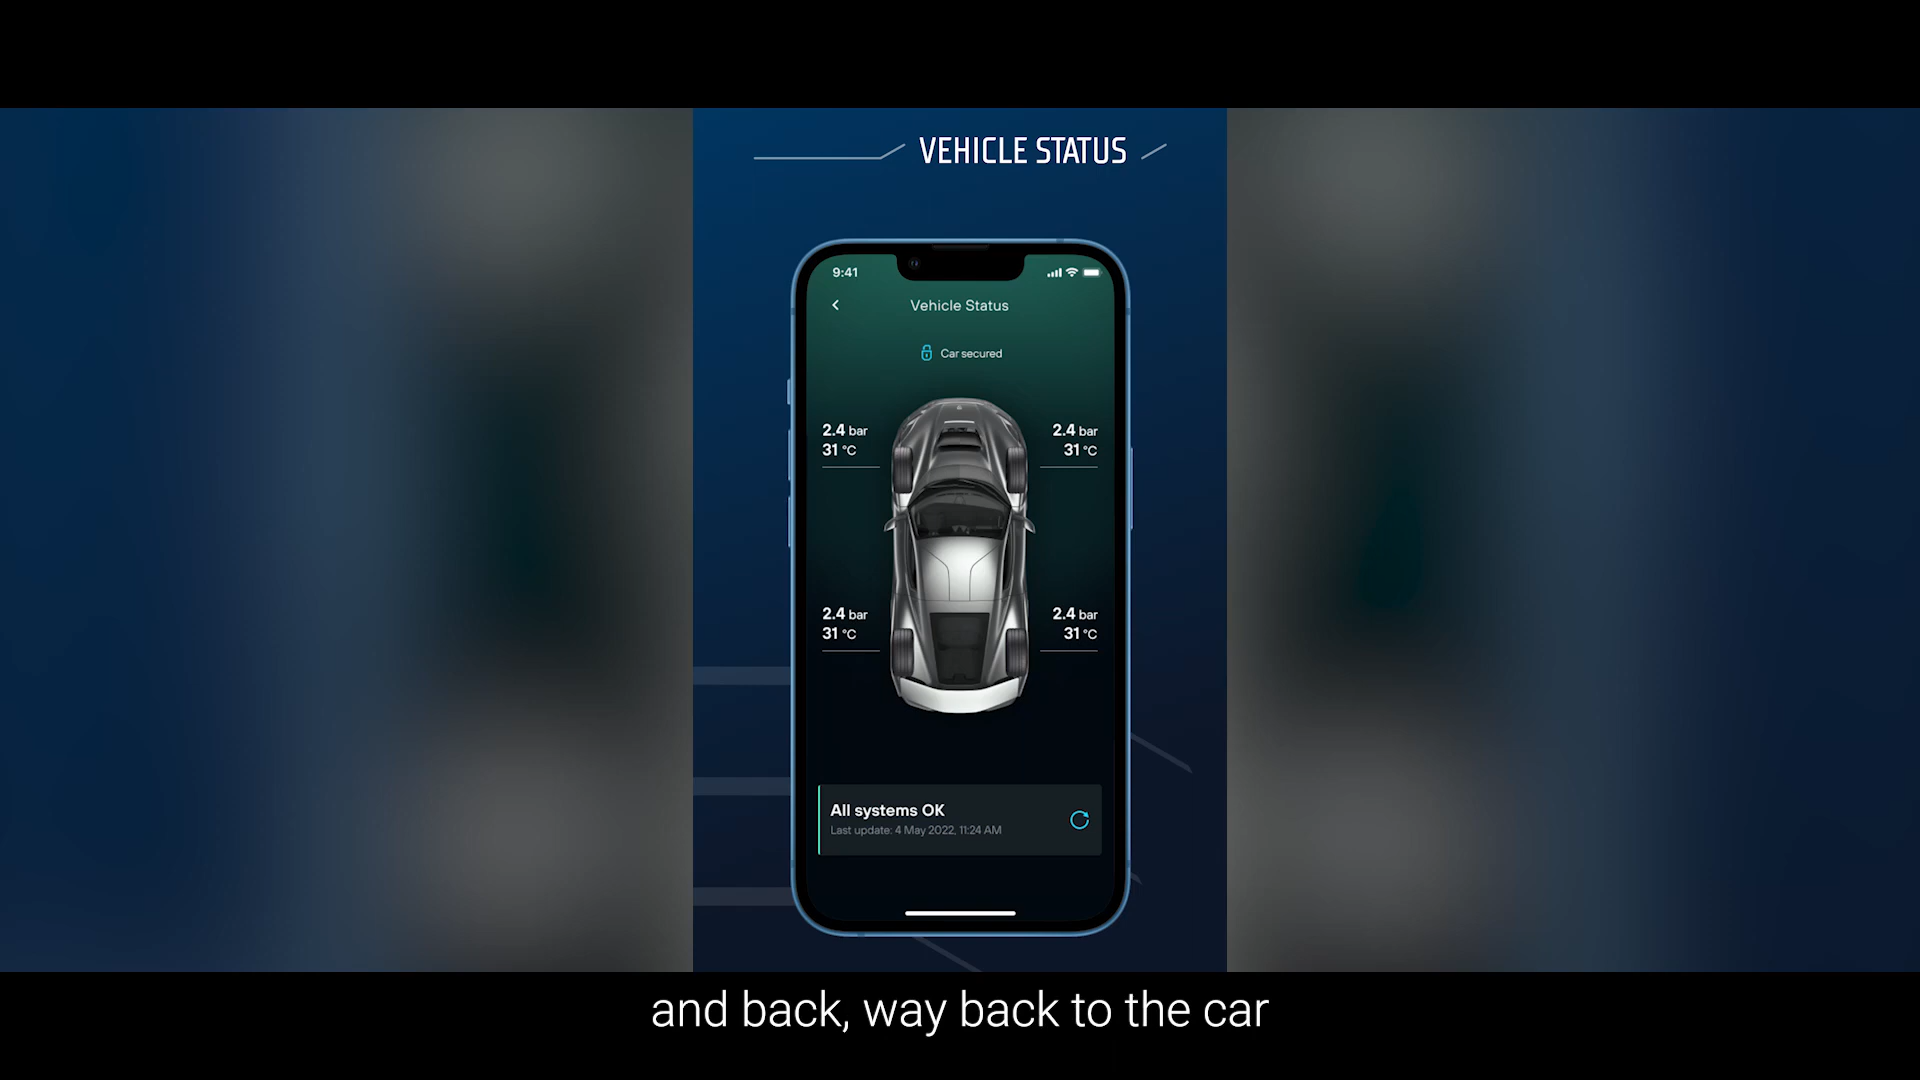 VEHICLE STATUS
9:41
Vehicle Status
Car secured
2.4 bar
31 °C
2.4 bar
31 °C
2.4 bar
31 °C
2.4 bar
31 °C
All systems OK
Last update: 4 May 2022, 11:24 AM
and back, way back to the car